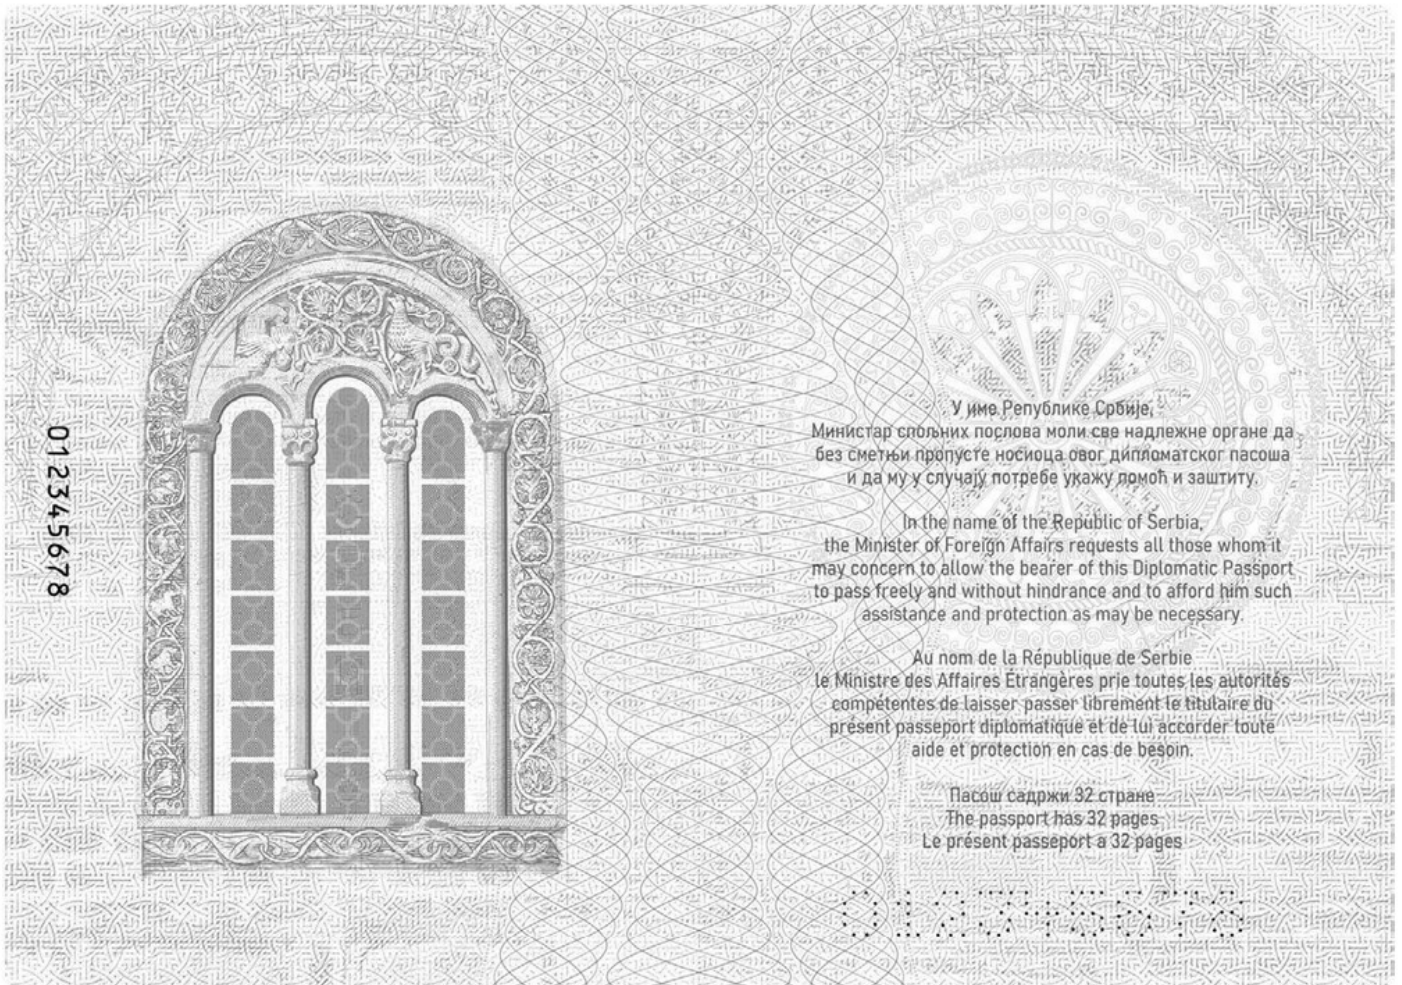 012345678
У име Републике Србије,
Министар спољних послова моли све надлежне органе да
без сметњи пропусте носиоца овог дипломатског пасоша
и да му у случају потребе укажу помоћ и заштиту.
In the name of the Republic of Serbia,
the Minister of Foreign Affairs requests all those whom it
may concern to allow the bearer of this Diplomatic Passport
to pass freely and without hindrance and to afford him such
assistance and protection as may be necessary.
Au nom de la République de Serbie
le Ministre des Affaires Étrangères prie toutes les autorités
compétentes de laisser passer librement le titulaire du
présent passeport diplomatique et de lui accorder toute
aide et protection en cas de besoin.
Пасош садржи 32 стране
The passport has 32 pages
Le présent passeport a 32 pages
012345678